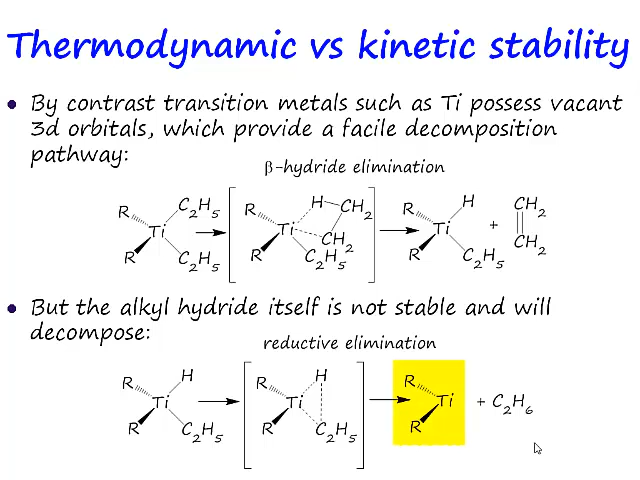 Thermodynamic vs kinetic stability
• By contrast transition metals such as Ti possess vacant
3d orbitals, which provide a facile decomposition
pathway:
β-hydride elimination
R R Ti C₂H₅ C₂H₅
R R Ti H CH₂ CH₂ C₂H₅
R R Ti H C₂H₅ + CH₂ CH₂
• But the alkyl hydride itself is not stable and will
decompose:
reductive elimination
R R Ti H C₂H₅
R R Ti H C₂H₅
R R Ti + C₂H₆